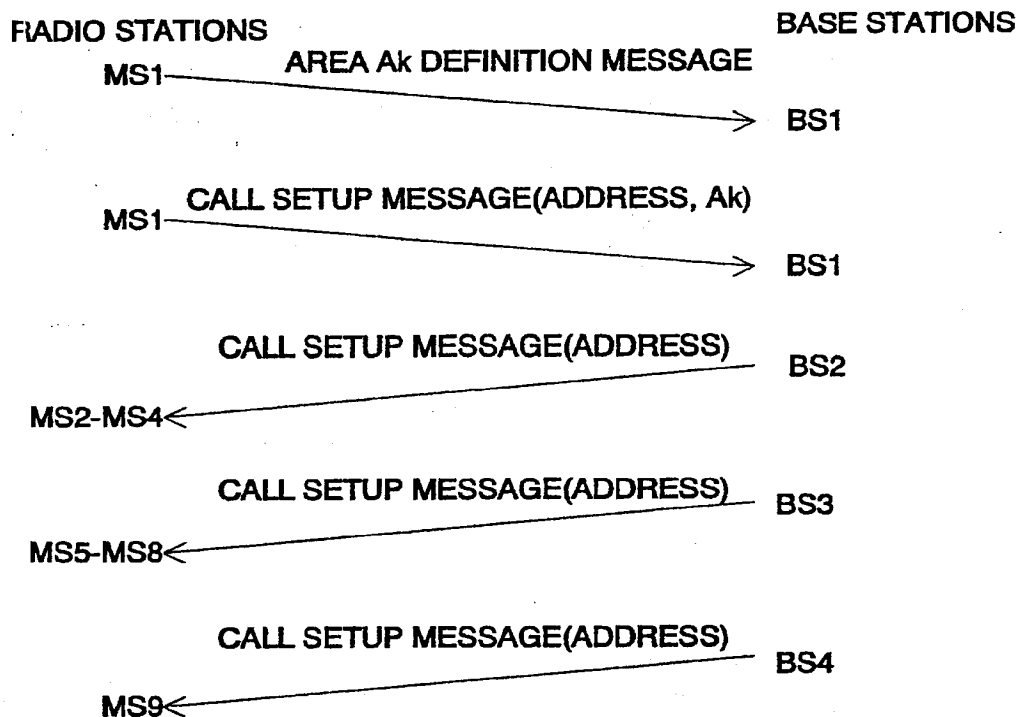 RADIO STATIONS
BASE STATIONS
AREA Ak DEFINITION MESSAGE
MS1
BS1
CALL SETUP MESSAGE(ADDRESS, Ak)
MS1
BS1
CALL SETUP MESSAGE(ADDRESS)
BS2
MS2-MS4
CALL SETUP MESSAGE(ADDRESS)
BS3
MS5-MS8
CALL SETUP MESSAGE(ADDRESS)
BS4
MS9